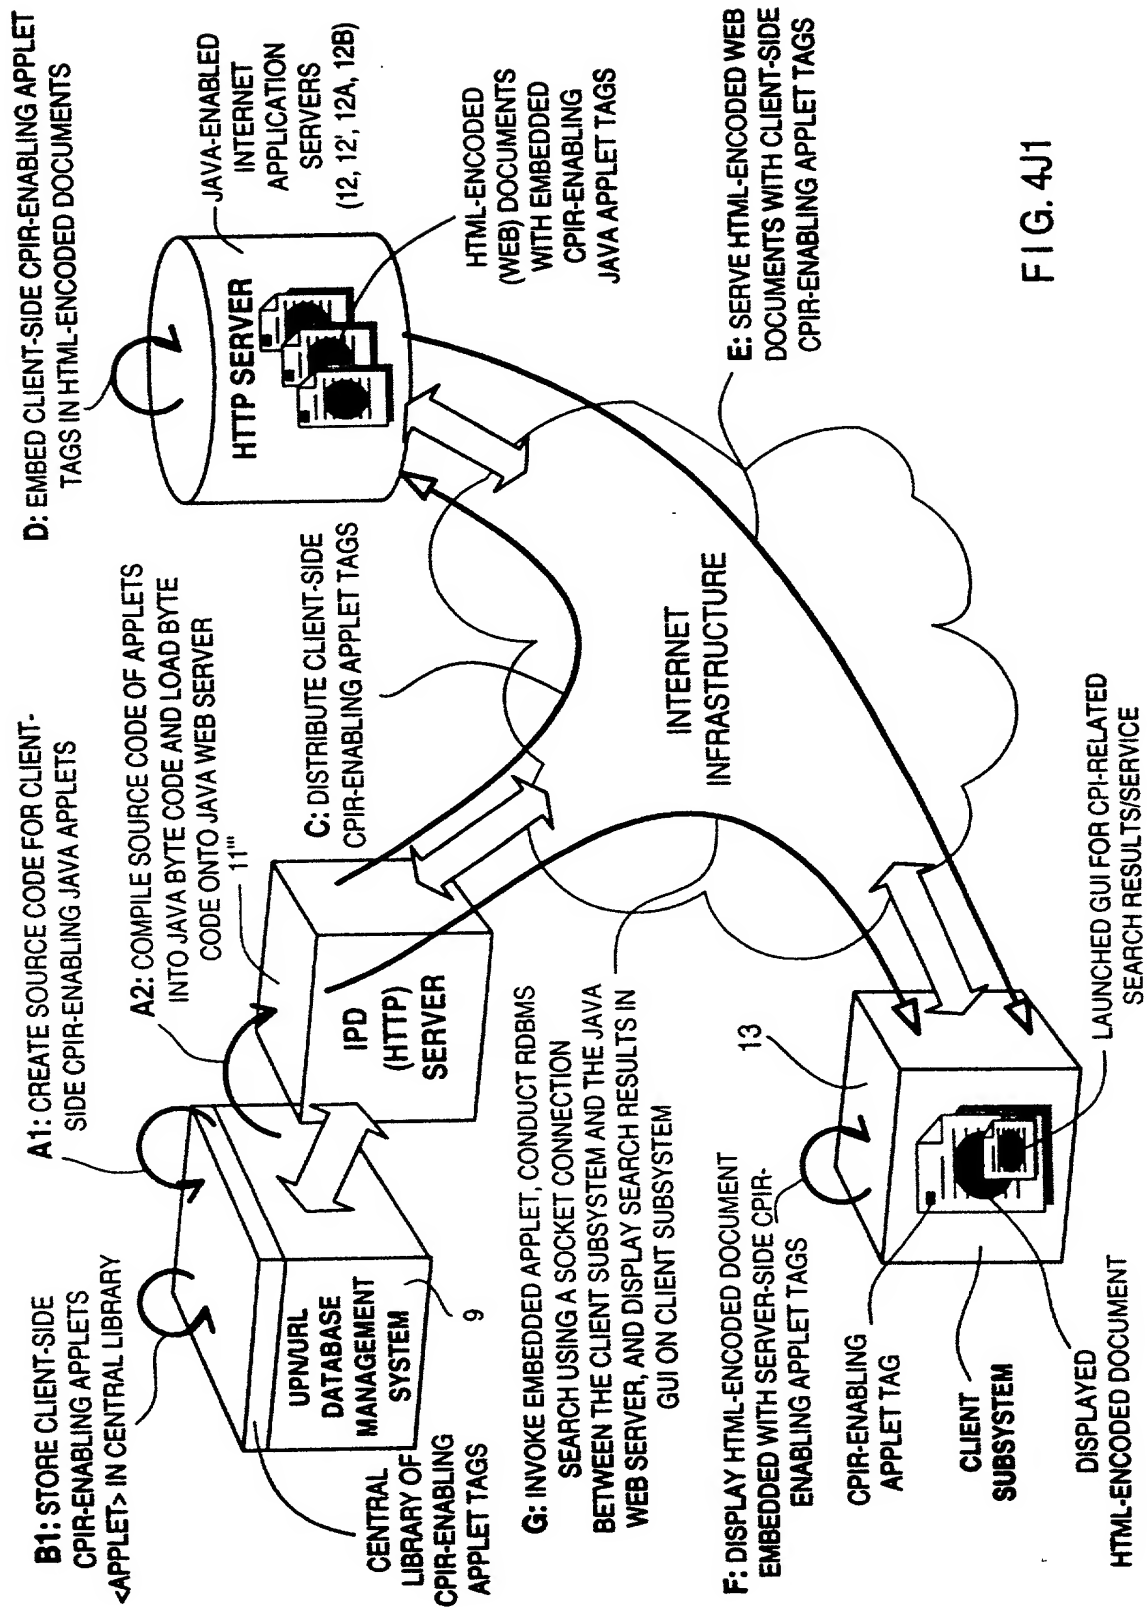 A1: CREATE SOURCE CODE FOR CLIENT-
SIDE CPIR-ENABLING JAVA APPLETS
D: EMBED CLIENT-SIDE CPIR-ENABLING APPLET
TAGS IN HTML-ENCODED DOCUMENTS
B1: STORE CLIENT-SIDE
CPIR-ENABLING APPLETS
<APPLET> IN CENTRAL LIBRARY
A2: COMPILE SOURCE CODE OF APPLETS
INTO JAVA BYTE CODE AND LOAD BYTE
CODE ONTO JAVA WEB SERVER
11'''
JAVA-ENABLED
INTERNET
APPLICATION
SERVERS
(12, 12', 12A, 12B)
HTTP SERVER
UPN/URL
DATABASE
MANAGEMENT
SYSTEM
9
IPD
(HTTP)
SERVER
C: DISTRIBUTE CLIENT-SIDE
CPIR-ENABLING APPLET TAGS
HTML-ENCODED
(WEB) DOCUMENTS
WITH EMBEDDED
CPIR-ENABLING
JAVA APPLET TAGS
CENTRAL
LIBRARY OF
CPIR-ENABLING
APPLET TAGS
G: INVOKE EMBEDDED APPLET, CONDUCT RDBMS
SEARCH USING A SOCKET CONNECTION
BETWEEN THE CLIENT SUBSYSTEM AND THE JAVA
WEB SERVER, AND DISPLAY SEARCH RESULTS IN
GUI ON CLIENT SUBSYSTEM
INTERNET
INFRASTRUCTURE
E: SERVE HTML-ENCODED WEB
DOCUMENTS WITH CLIENT-SIDE
CPIR-ENABLING APPLET TAGS
F: DISPLAY HTML-ENCODED DOCUMENT
EMBEDDED WITH SERVER-SIDE CPIR-
ENABLING APPLET TAGS
13
CPIR-ENABLING
APPLET TAG
CLIENT
SUBSYSTEM
DISPLAYED
HTML-ENCODED DOCUMENT
LAUNCHED GUI FOR CPI-RELATED
SEARCH RESULTS/SERVICE
FIG. 4J1